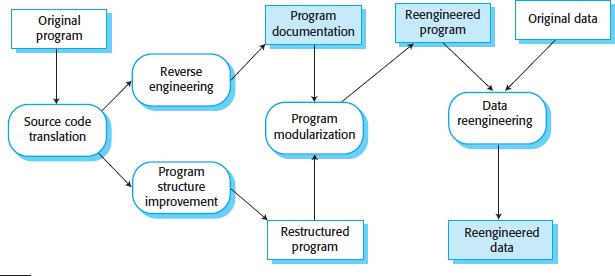 Original
program
Program
documentation
Reengineered
program
Original data
Reverse
engineering
Source code
translation
Program
modularization
Data
reengineering
Program
structure
improvement
Restructured
program
Reengineered
data